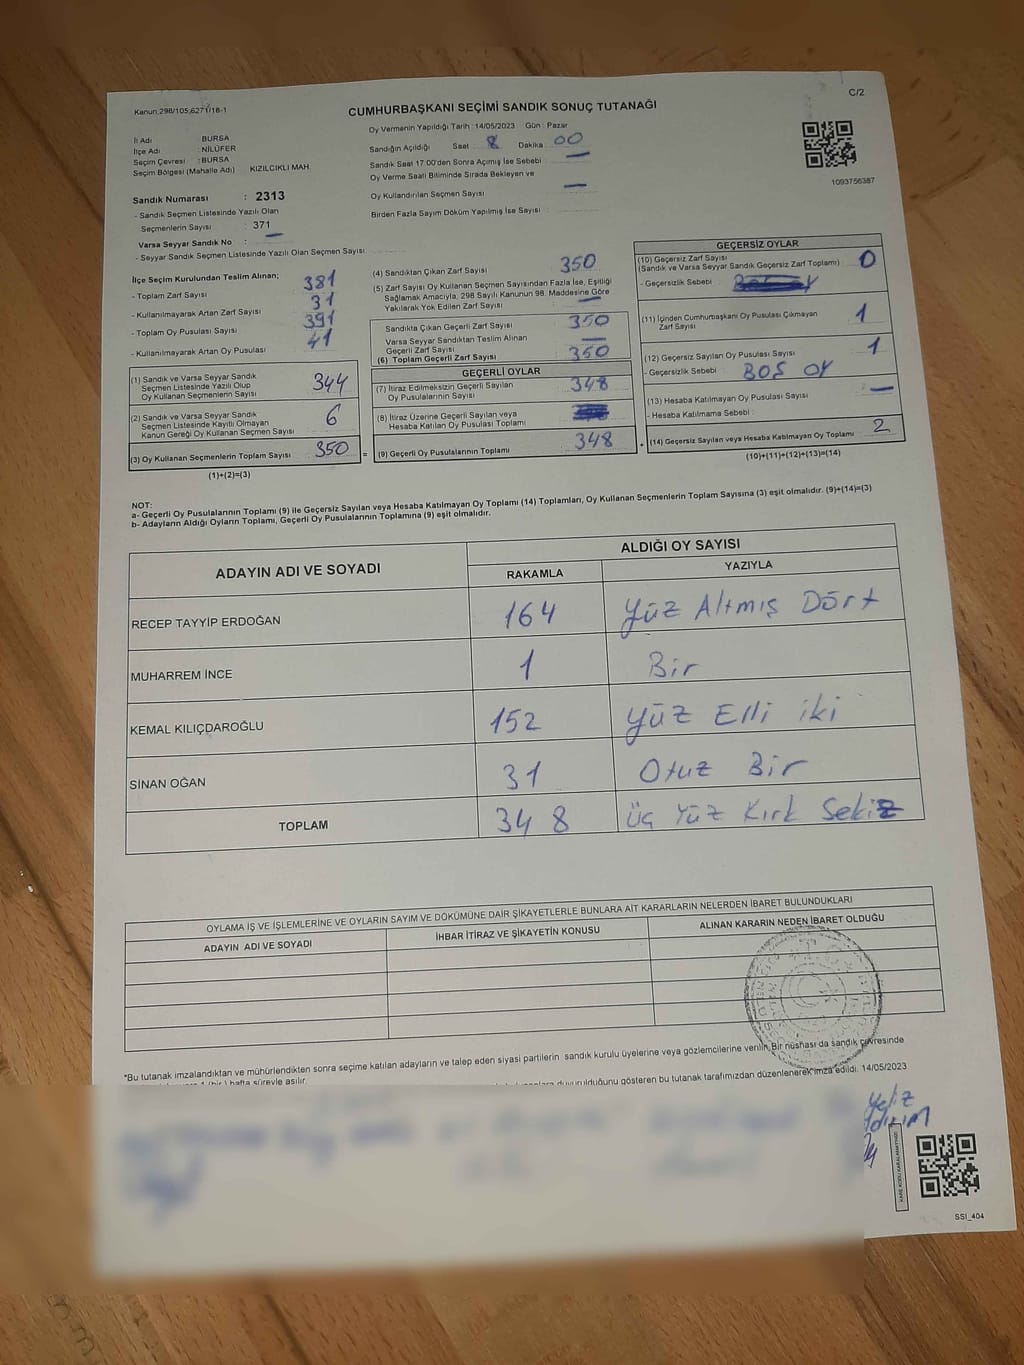 Kanun 298/105,6271/18-1
C/2
CUMHURBAŞKANI SEÇİMİ SANDIK SONUÇ TUTANAĞI
İl Adı : BURSA
İlçe Adı : NİLÜFER
Seçim Çevresi : BURSA
Seçim Bölgesi (Mahalle Adı) KIZILCIKLI MAH.
Sandık Numarası : 2313
- Sandık Seçmen Listesinde Yazılı Olan
Seçmenlerin Sayısı : 371
Varsa Seyyar Sandık No :
- Seyyar Sandık Seçmen Listesinde Yazılı Olan Seçmen Sayısı:
Oy Vermenin Yapıldığı Tarih : 14/05/2023 Gün : Pazar
Sandığın Açıldığı Saat 8 Dakika 00
Sandık Saat 17:00'den Sonra Açımış İse Sebebi
Oy Verme Saati Bitiminde Sırada Bekleyen ve
Oy Kullandırılan Seçmen Sayısı
Birden Fazla Sayım Döküm Yapılmış İse Sayısı :
1093756387
İlçe Seçim Kurulundan Teslim Alınan;
- Toplam Zarf Sayısı 381
- Kullanılmayarak Artan Zarf Sayısı 31
- Toplam Oy Pusulası Sayısı 391
- Kullanılmayarak Artan Oy Pusulası 41
(1) Sandık ve Varsa Seyyar Sandık
Seçmen Listesinde Yazılı Olup
Oy Kullanan Seçmenlerin Sayısı 344
(2) Sandık ve Varsa Seyyar Sandık
Seçmen Listesinde Kayıtlı Olmayan
Kanun Gereği Oy Kullanan Seçmen Sayısı 6
(3) Oy Kullanan Seçmenlerin Toplam Sayısı 350 =
(1)+(2)=(3)
(4) Sandıktan Çıkan Zarf Sayısı 350
(5) Zarf Sayısı Oy Kullanan Seçmen Sayısından Fazla İse, Eşitliği
Sağlamak Amacıyla, 298 Sayılı Kanunun 98. Maddesine Göre
Yakılarak Yok Edilen Zarf Sayısı
Sandıkta Çıkan Geçerli Zarf Sayısı 350
Varsa Seyyar Sandıktan Teslim Alınan
Geçerli Zarf Sayısı
(6) Toplam Geçerli Zarf Sayısı 350
GEÇERLİ OYLAR
(7) İtiraz Edilmeksizin Geçerli Sayılan
Oy Pusulasının Sayısı 348
(8) İtiraz Üzerine Geçerli Sayılan veya
Hesaba Katılan Oy Pusulası Toplamı
(9) Geçerli Oy Pusulalarının Toplamı 348 +
GEÇERSİZ OYLAR
(10) Geçersiz Zarf Sayısı
(Sandık ve Varsa Seyyar Sandık Geçersiz Zarf Toplamı) 0
- Geçersizlik Sebebi :
(11) İçinden Cumhurbaşkanı Oy Pusulası Çıkmayan
Zarf Sayısı 1
(12) Geçersiz Sayılan Oy Pusulası Sayısı 1
- Geçersizlik Sebebi : BOŞ OY
(13) Hesaba Katılmayan Oy Pusulası Sayısı
- Hesaba Katılmama Sebebi :
(14) Geçersiz Sayılan veya Hesaba Katılmayan Oy Toplamı 2
(10)+(11)+(12)+(13)=(14)
NOT:
a- Geçerli Oy Pusulalarının Toplamı (9) ile Geçersiz Sayılan veya Hesaba Katılmayan Oy Toplamı (14) Toplamları, Oy Kullanan Seçmenlerin Toplam Sayısına (3) eşit olmalıdır. (9)+(14)=(3)
b- Adayların Aldığı Oyların Toplamı, Geçerli Oy Pusulalarının Toplamına (9) eşit olmalıdır.
ADAYIN ADI VE SOYADI ALDIĞI OY SAYISI
RAKAMLA YAZIYLA
RECEP TAYYİP ERDOĞAN 164 Yüz Altmış Dört
MUHARREM İNCE 1 Bir
KEMAL KILIÇDAROĞLU 152 Yüz Elli iki
SİNAN OĞAN 31 Otuz Bir
TOPLAM 348 Üç Yüz Kırk Sekiz
OYLAMA İŞ VE İŞLEMLERİNE VE OYLARIN SAYIM VE DÖKÜMÜNE DAİR ŞİKAYETLERLE BUNLARA AİT KARARLARIN NELERDEN İBARET BULUNDUKLARI
ADAYIN ADI VE SOYADI İHBAR İTİRAZ VE ŞİKAYETİN KONUSU ALINAN KARARIN NEDEN İBARET OLDUĞU
*Bu tutanak imzalandıktan ve mühürlendikten sonra seçime katılan adayların ve talep eden siyasi partilerin sandık kurulu üyelerine veya gözlemcilerine verilir. Bir nüshası da sandık çevresinde
hafta süreyle asılır.
duyurulduğunu gösteren bu tutanak tarafımızdan düzenlenerek imza edildi. 14/05/2023
Yeliz
SSI_404